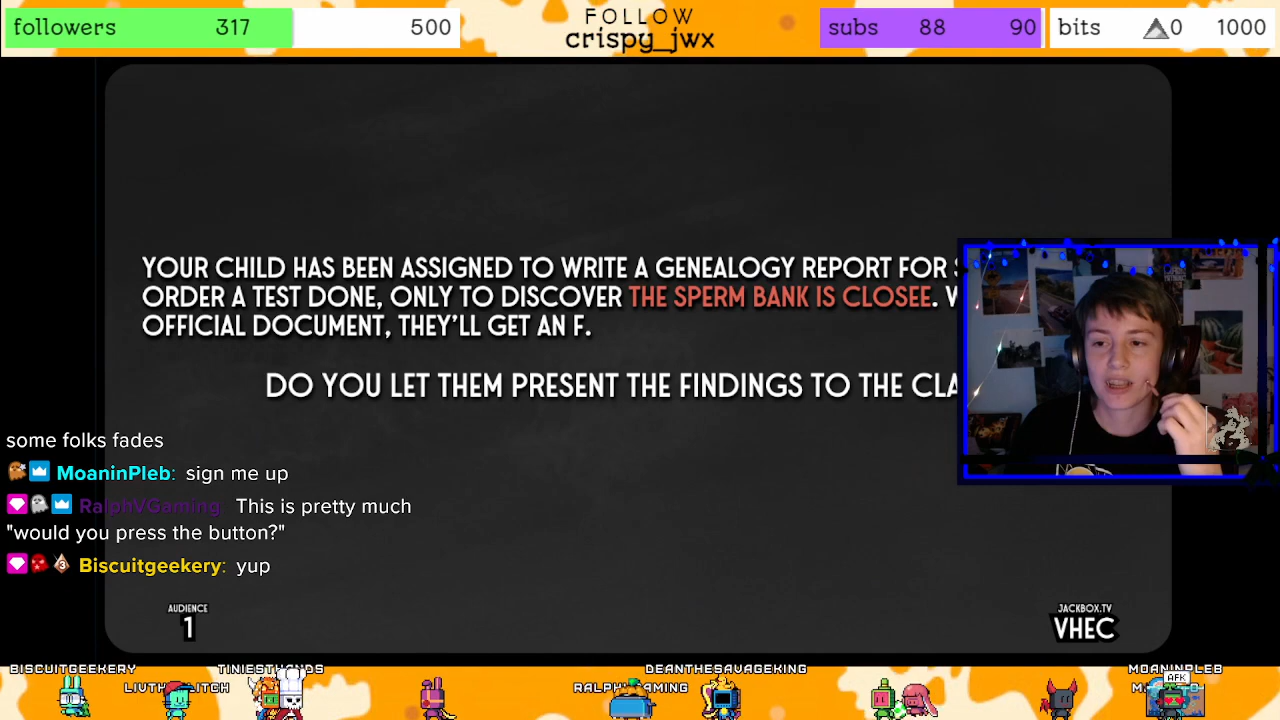 followers 317 500
FOLLOW
crispy_jwx
subs 88 90
bits 0 1000
YOUR CHILD HAS BEEN ASSIGNED TO WRITE A GENEALOGY REPORT FOR
ORDER A TEST DONE, ONLY TO DISCOVER THE SPERM BANK IS CLOSEE.
OFFICIAL DOCUMENT, THEY'LL GET AN F.
DO YOU LET THEM PRESENT THE FINDINGS TO THE CLA
some folks fades
MoaninPleb: sign me up
RalphVGaming: This is pretty much
"would you press the button?"
Biscuitgeekery: yup
AUDIENCE
1
JACKBOX.TV
VHEC
BISCUITGEEKERY TINIESTHANDS DEANTHESAVAGEKING MOANINPLEB
AFK